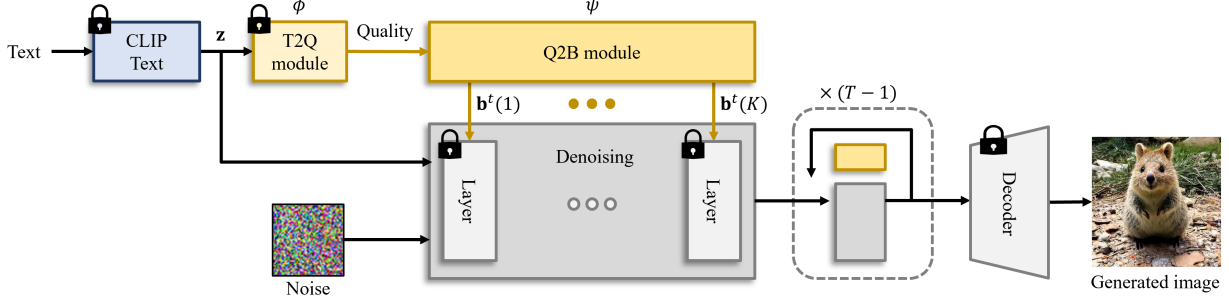 ϕ
ψ
× (T − 1)
Text
CLIP
Text
z
T2Q
module
Quality
Q2B module
b^t(1)
b^t(K)
Denoising
Layer
Layer
Decoder
Noise
Generated image